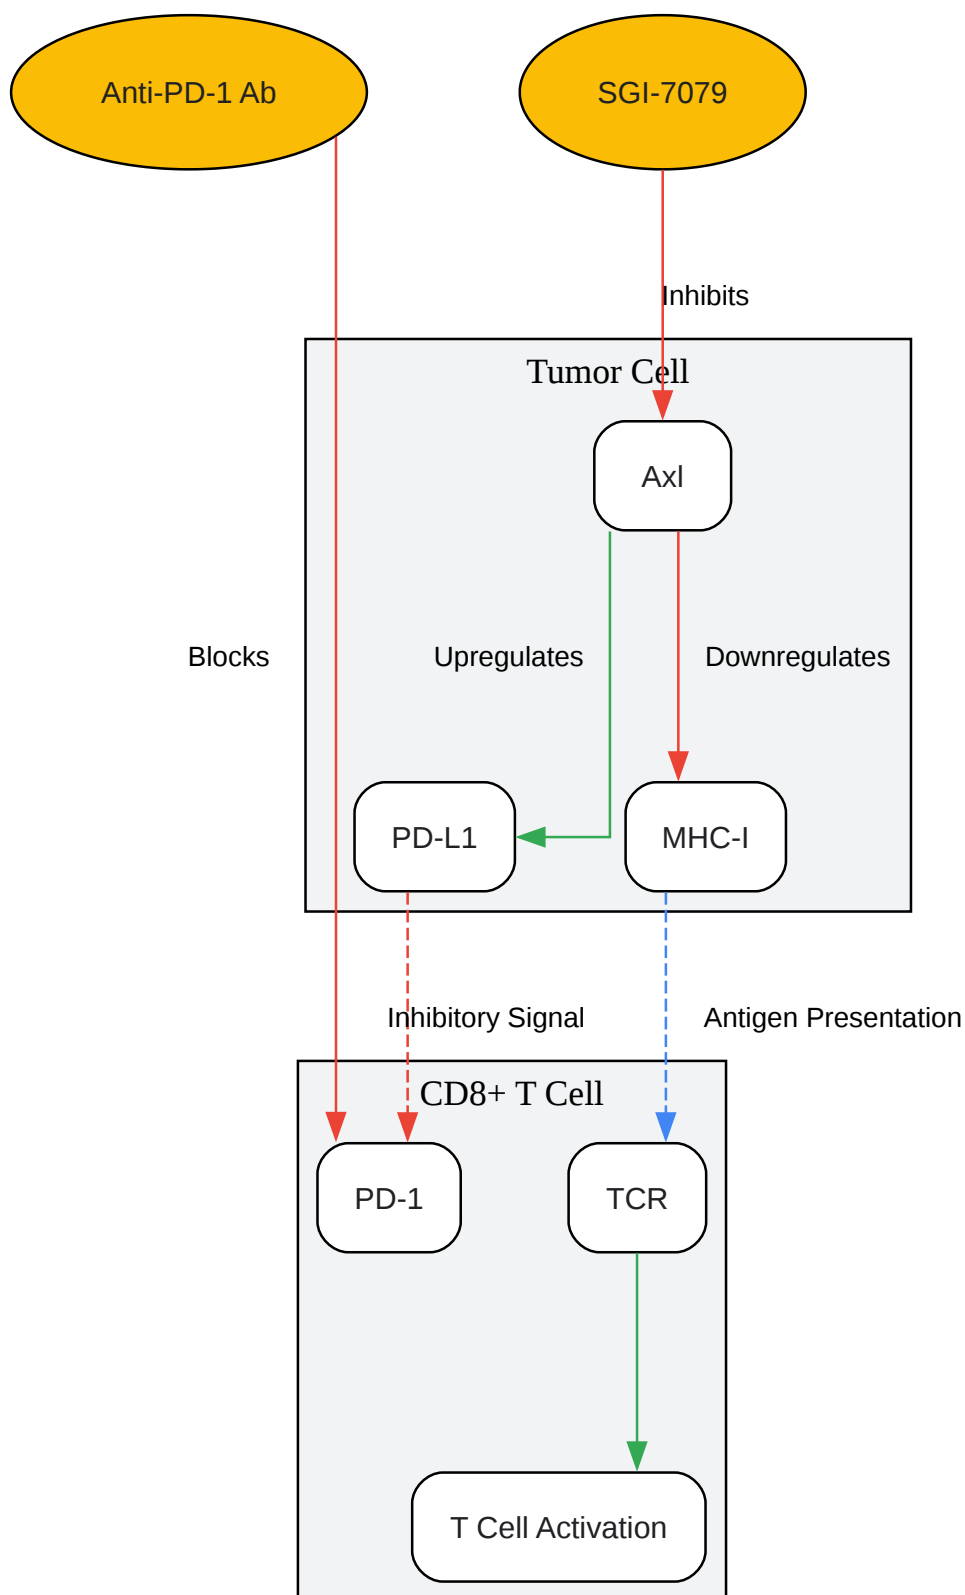 Anti-PD-1 Ab
SGI-7079
Inhibits
Tumor Cell
Axl
Blocks
Upregulates
Downregulates
PD-L1
MHC-I
Inhibitory Signal
Antigen Presentation
CD8+ T Cell
PD-1
TCR
T Cell Activation